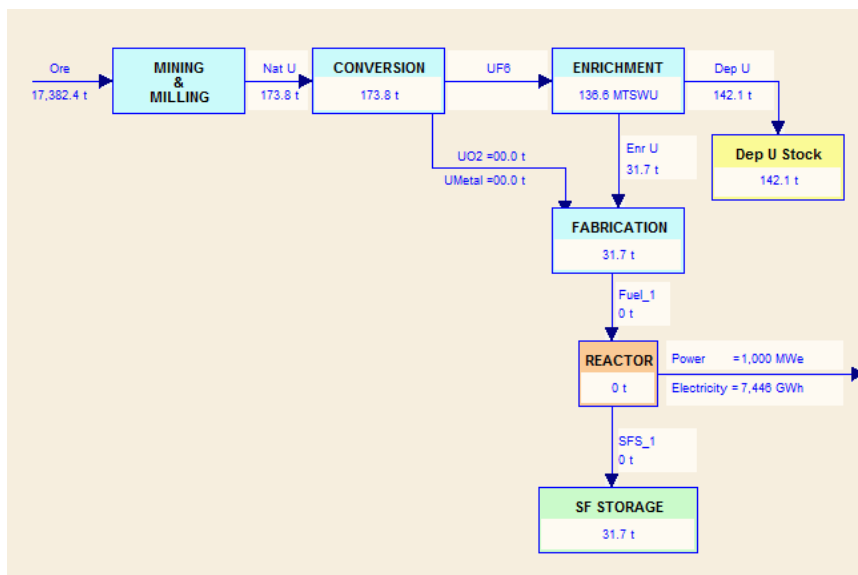 Ore
17,382.4 t
MINING
&
MILLING
Nat U
173.8 t
CONVERSION
173.8 t
UF6
ENRICHMENT
136.6 MTSWU
Dep U
142.1 t
Dep U Stock
142.1 t
UO2 =00.0 t
UMetal =00.0 t
Enr U
31.7 t
FABRICATION
31.7 t
Fuel_1
0 t
REACTOR
0 t
Power =1,000 MWe
Electricity = 7,446 GWh
SFS_1
0 t
SF STORAGE
31.7 t